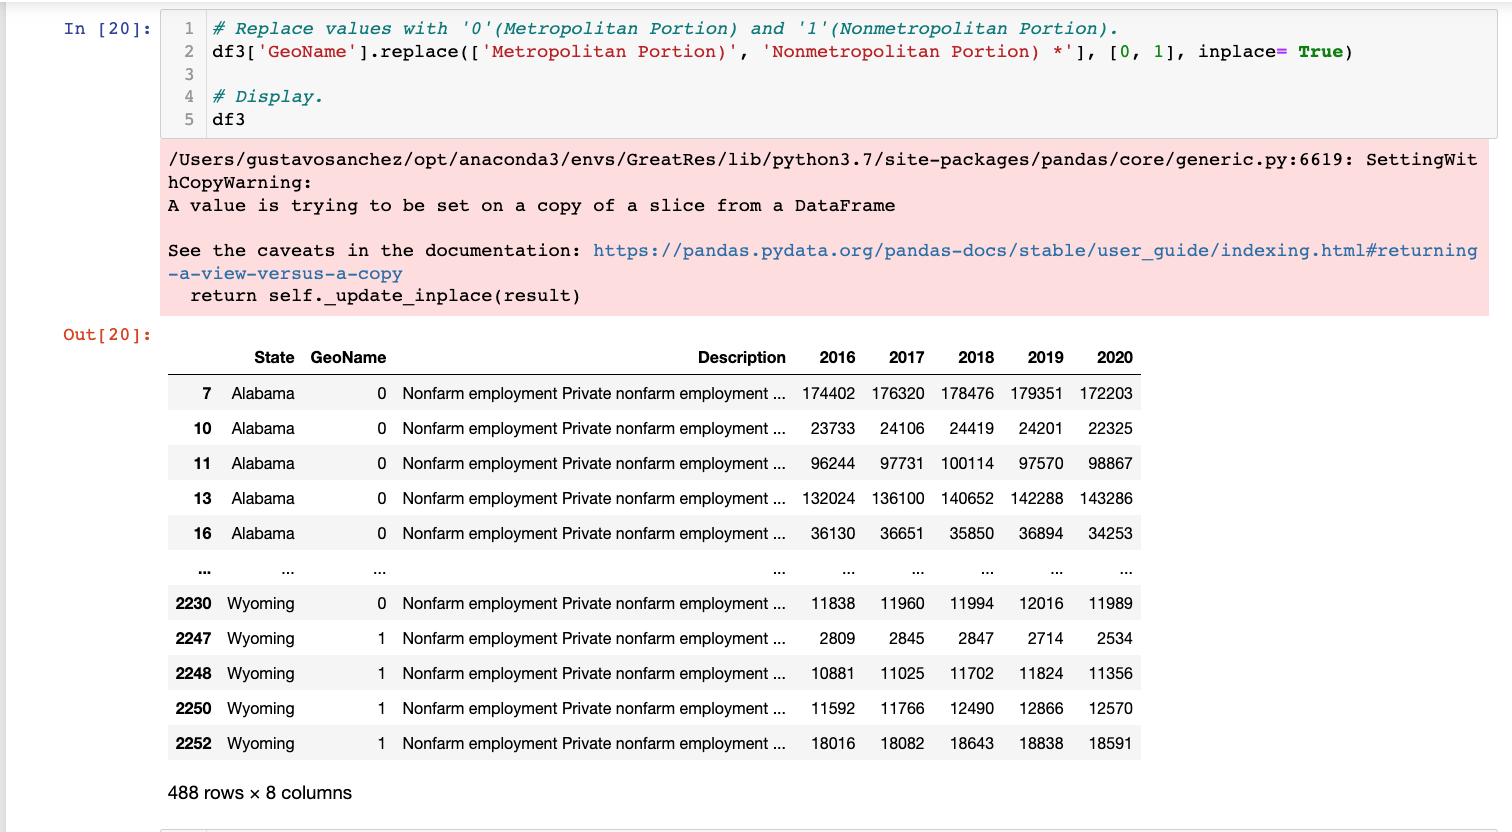 In [20]:
1 # Replace values with '0'(Metropolitan Portion) and '1'(Nonmetropolitan Portion).
2 df3['GeoName'].replace(['Metropolitan Portion)', 'Nonmetropolitan Portion) *'], [0, 1], inplace= True)
3
4 # Display.
5 df3
/Users/gustavosanchez/opt/anaconda3/envs/GreatRes/lib/python3.7/site-packages/pandas/core/generic.py:6619: SettingWit
hCopyWarning:
A value is trying to be set on a copy of a slice from a DataFrame
See the caveats in the documentation: https://pandas.pydata.org/pandas-docs/stable/user_guide/indexing.html#returning
-a-view-versus-a-copy
return self._update_inplace(result)
Out[20]:
State GeoName Description 2016 2017 2018 2019 2020
7 Alabama 0 Nonfarm employment Private nonfarm employment ... 174402 176320 178476 179351 172203
10 Alabama 0 Nonfarm employment Private nonfarm employment ... 23733 24106 24419 24201 22325
11 Alabama 0 Nonfarm employment Private nonfarm employment ... 96244 97731 100114 97570 98867
13 Alabama 0 Nonfarm employment Private nonfarm employment ... 132024 136100 140652 142288 143286
16 Alabama 0 Nonfarm employment Private nonfarm employment ... 36130 36651 35850 36894 34253
... ... ... ... ... ... ... ... ...
2230 Wyoming 0 Nonfarm employment Private nonfarm employment ... 11838 11960 11994 12016 11989
2247 Wyoming 1 Nonfarm employment Private nonfarm employment ... 2809 2845 2847 2714 2534
2248 Wyoming 1 Nonfarm employment Private nonfarm employment ... 10881 11025 11702 11824 11356
2250 Wyoming 1 Nonfarm employment Private nonfarm employment ... 11592 11766 12490 12866 12570
2252 Wyoming 1 Nonfarm employment Private nonfarm employment ... 18016 18082 18643 18838 18591
488 rows × 8 columns